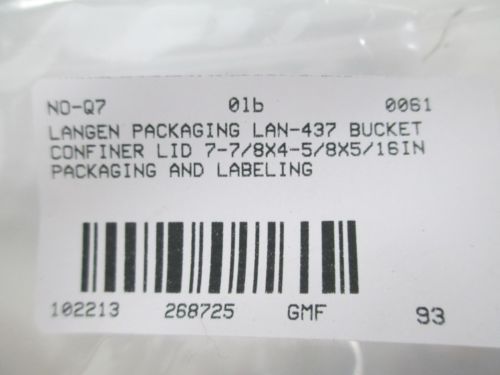 NO-Q7 01b 0061
LANGEN PACKAGING LAN-437 BUCKET
CONFINER LID 7-7/8X4-5/8X5/16IN
PACKAGING AND LABELING
102213 268725 GMF 93